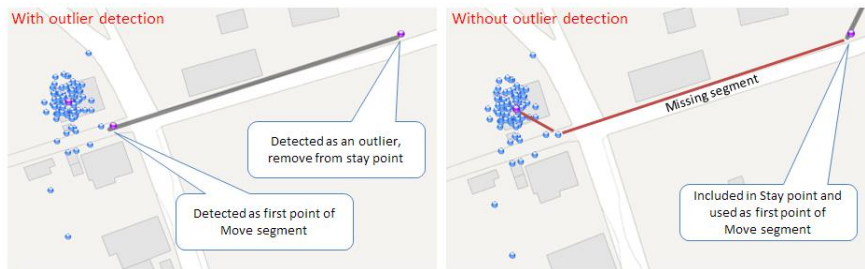 With outlier detection
Detected as an outlier,
remove from stay point
Detected as first point of
Move segment
Without outlier detection
Missing segment
Included in Stay point and
used as first point of
Move segment